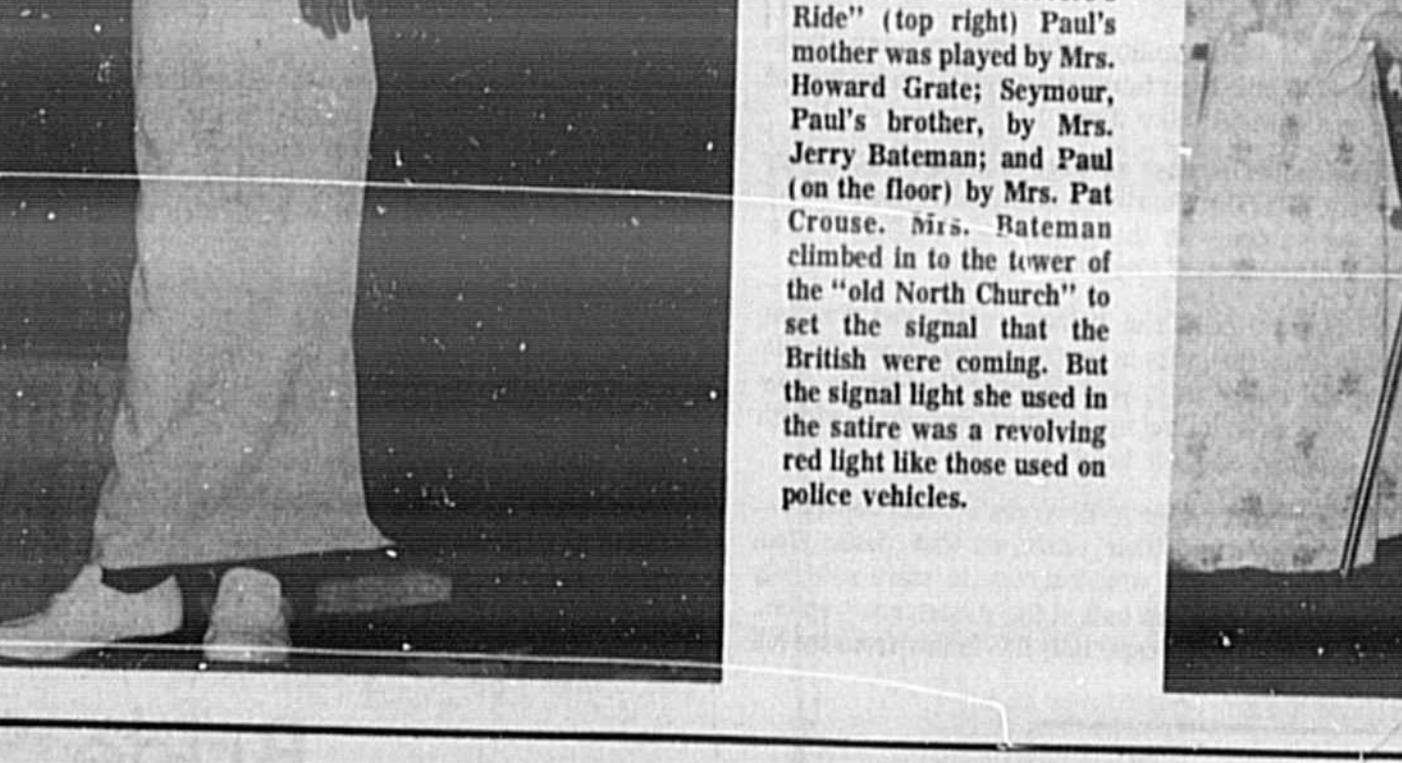 Ride" (top right) Paul's
mother was played by Mrs.
Howard Grate; Seymour,
Paul's brother, by Mrs.
Jerry Bateman; and Paul
(on the floor) by Mrs. Pat
Crouse. Mrs. Bateman
climbed in to the tower of
the "old North Church" to
set the signal that the
British were coming. But
the signal light she used in
the satire was a revolving
red light like those used on
police vehicles.